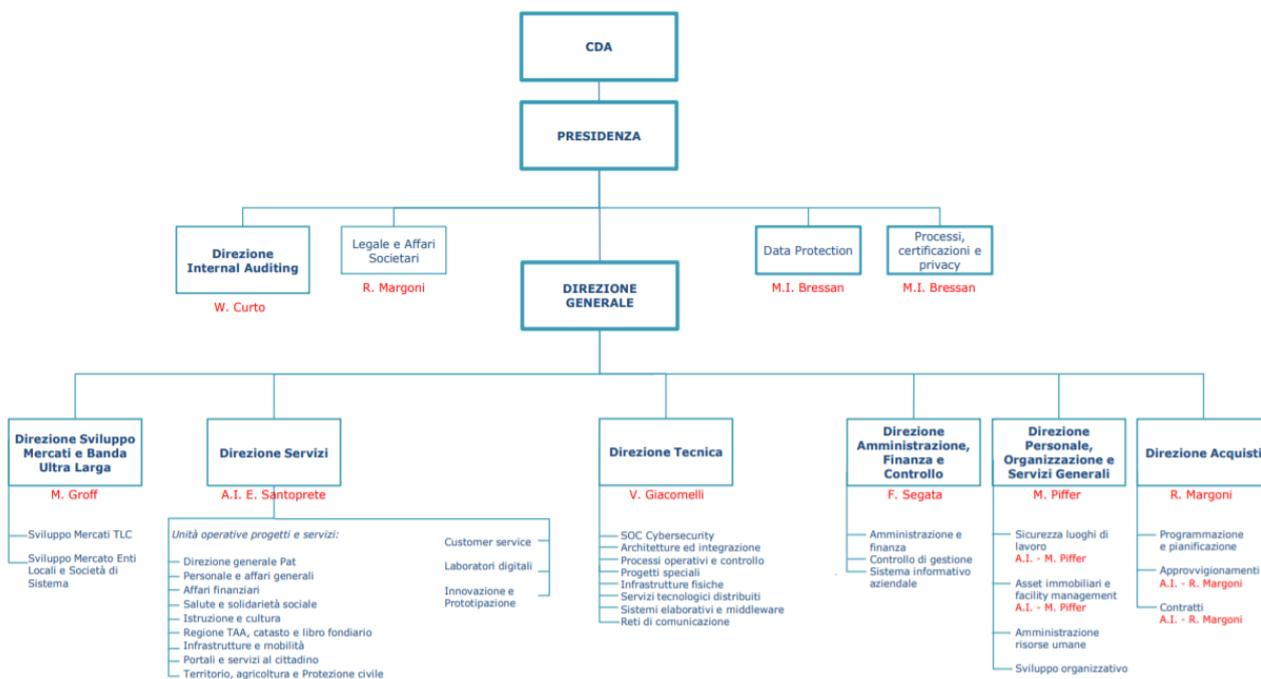 CDA
PRESIDENZA
Direzione
Internal Auditing
W. Curto
Legale e Affari
Societari
R. Margoni
DIREZIONE
GENERALE
Data Protection
M.I. Bressan
Processi,
certificazioni e
privacy
M.I. Bressan
Direzione Sviluppo
Mercati e Banda
Ultra Larga
M. Groff
Sviluppo Mercati TLC
Sviluppo Mercato Enti
Locali e Società di
Sistema
Direzione Servizi
A.I. E. Santoprete
Unità operative progetti e servizi:
Direzione generale Pat
Personale e affari generali
Affari finanziari
Salute e solidarietà sociale
Istruzione e cultura
Regione TAA, catasto e libro fondiario
Infrastrutture e mobilità
Portali e servizi al cittadino
Territorio, agricoltura e Protezione civile
Customer service
Laboratori digitali
Innovazione e
Prototipazione
Direzione Tecnica
V. Giacomelli
SOC Cybersecurity
Architetture ed integrazione
Processi operativi e controllo
Progetti speciali
Infrastrutture fisiche
Servizi tecnologici distribuiti
Sistemi elaborativi e middleware
Reti di comunicazione
Direzione
Amministrazione,
Finanza e
Controllo
F. Segata
Amministrazione e
finanza
Controllo di gestione
Sistema informativo
aziendale
Direzione
Personale,
Organizzazione e
Servizi Generali
M. Piffer
Sicurezza luoghi di
lavoro
A.I. - M. Piffer
Asset immobiliari e
facility management
A.I. - M. Piffer
Amministrazione
risorse umane
Sviluppo organizzativo
Direzione Acquisti
R. Margoni
Programmazione
e pianificazione
Approvvigionamenti
A.I. - R. Margoni
Contratti
A.I. - R. Margoni